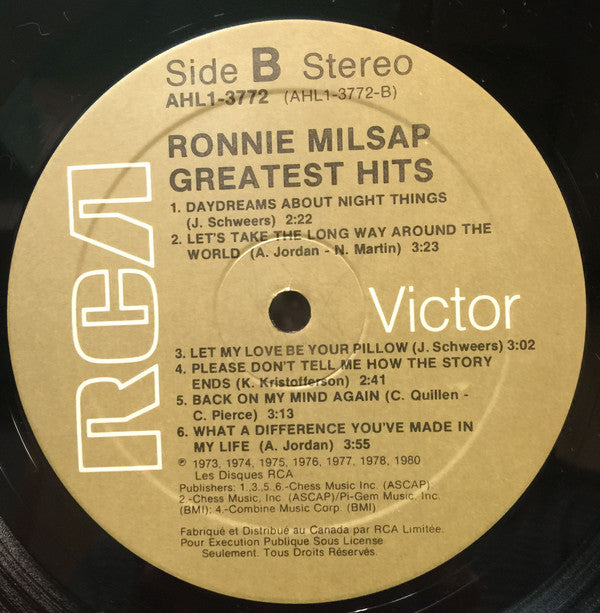 Side B Stereo
AHL1-3772 (AHL1-3772-B)
RONNIE MILSAP
GREATEST HITS
1. DAYDREAMS ABOUT NIGHT THINGS
(J. Schweers) 2:22
2. LET'S TAKE THE LONG WAY AROUND THE
WORLD (A. Jordan - N. Martin) 3:23
RCA
Victor
3. LET MY LOVE BE YOUR PILLOW (J. Schweers) 3:02
4. PLEASE DON'T TELL ME HOW THE STORY
ENDS (K. Kristofferson) 2:41
5. BACK ON MY MIND AGAIN (C. Quillen -
C. Pierce) 3:13
6. WHAT A DIFFERENCE YOU'VE MADE IN
MY LIFE (A. Jordan) 3:55
℗ 1973, 1974, 1975, 1976, 1977, 1978, 1980
Les Disques RCA
Publishers: 1,3,5,6.-Chess Music Inc. (ASCAP):
2.-Chess Music, Inc (ASCAP)/Pi-Gem Music, Inc.
(BMI): 4.-Combine Music Corp. (BMI)
Fabriqué et Distribué au Canada par RCA Limitée.
Pour Execution Publique Sous License
Seulement. Tous Droits Réservés.